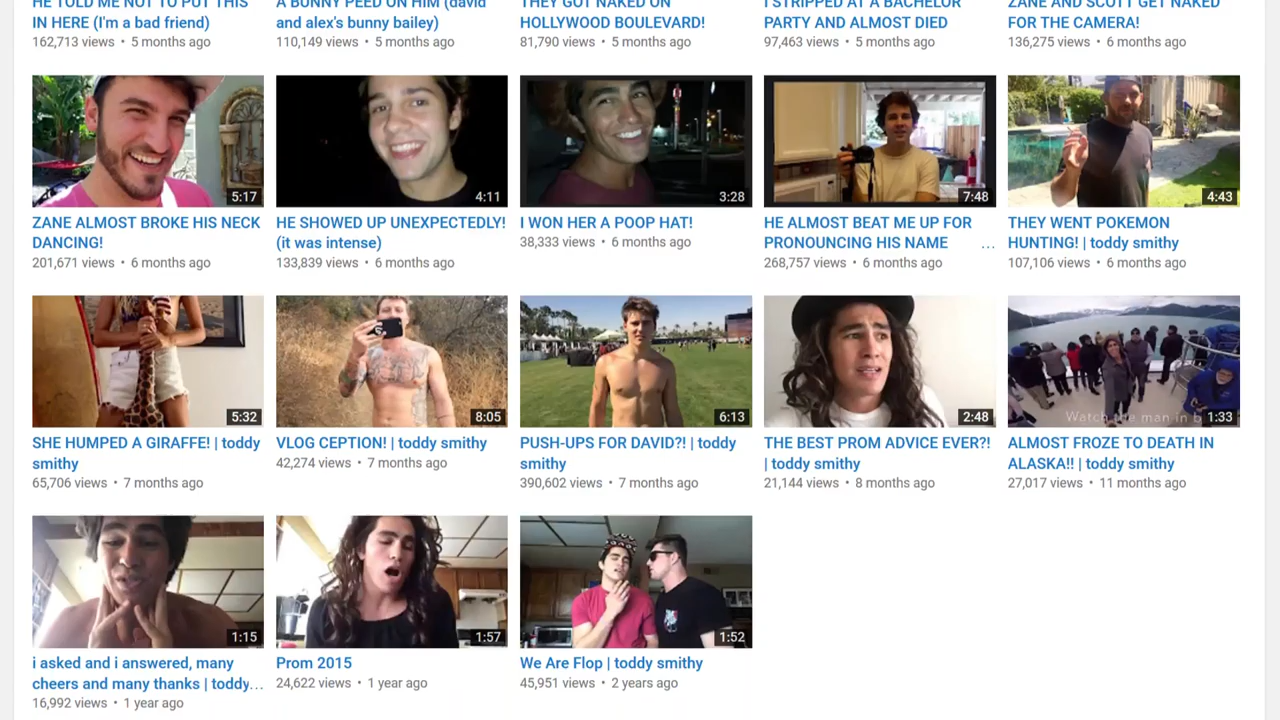 HE TOLD ME NOT TO PUT THIS
IN HERE (I'm a bad friend)
162,713 views • 5 months ago
A BUNNY PEED ON HIM (david
and alex's bunny bailey)
110,149 views • 5 months ago
THEY GOT NAKED ON
HOLLYWOOD BOULEVARD!
81,790 views • 5 months ago
I STRIPPED AT A BACHELOR
PARTY AND ALMOST DIED
97,463 views • 5 months ago
ZANE AND SCOTT GET NAKED
FOR THE CAMERA!
136,275 views • 6 months ago
5:17
ZANE ALMOST BROKE HIS NECK
DANCING!
201,671 views • 6 months ago
4:11
HE SHOWED UP UNEXPECTEDLY!
(it was intense)
133,839 views • 6 months ago
3:28
I WON HER A POOP HAT!
38,333 views • 6 months ago
7:48
HE ALMOST BEAT ME UP FOR
PRONOUNCING HIS NAME ...
268,757 views • 6 months ago
4:43
THEY WENT POKEMON
HUNTING! | toddy smithy
107,106 views • 6 months ago
5:32
SHE HUMPED A GIRAFFE! | toddy
smithy
65,706 views • 7 months ago
8:05
VLOG CEPTION! | toddy smithy
42,274 views • 7 months ago
6:13
PUSH-UPS FOR DAVID?! | toddy
smithy
390,602 views • 7 months ago
2:48
THE BEST PROM ADVICE EVER?!
| toddy smithy
21,144 views • 8 months ago
Watch the man in b
1:33
ALMOST FROZE TO DEATH IN
ALASKA!! | toddy smithy
27,017 views • 11 months ago
1:15
i asked and i answered, many
cheers and many thanks | toddy...
16,992 views • 1 year ago
1:57
Prom 2015
24,622 views • 1 year ago
1:52
We Are Flop | toddy smithy
45,951 views • 2 years ago